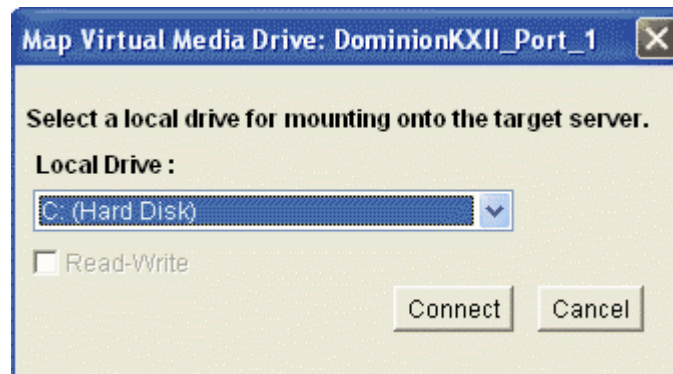 Map Virtual Media Drive: DominionKXII_Port_1
Select a local drive for mounting onto the target server.
Local Drive :
C: (Hard Disk)
Read-Write
Connect Cancel